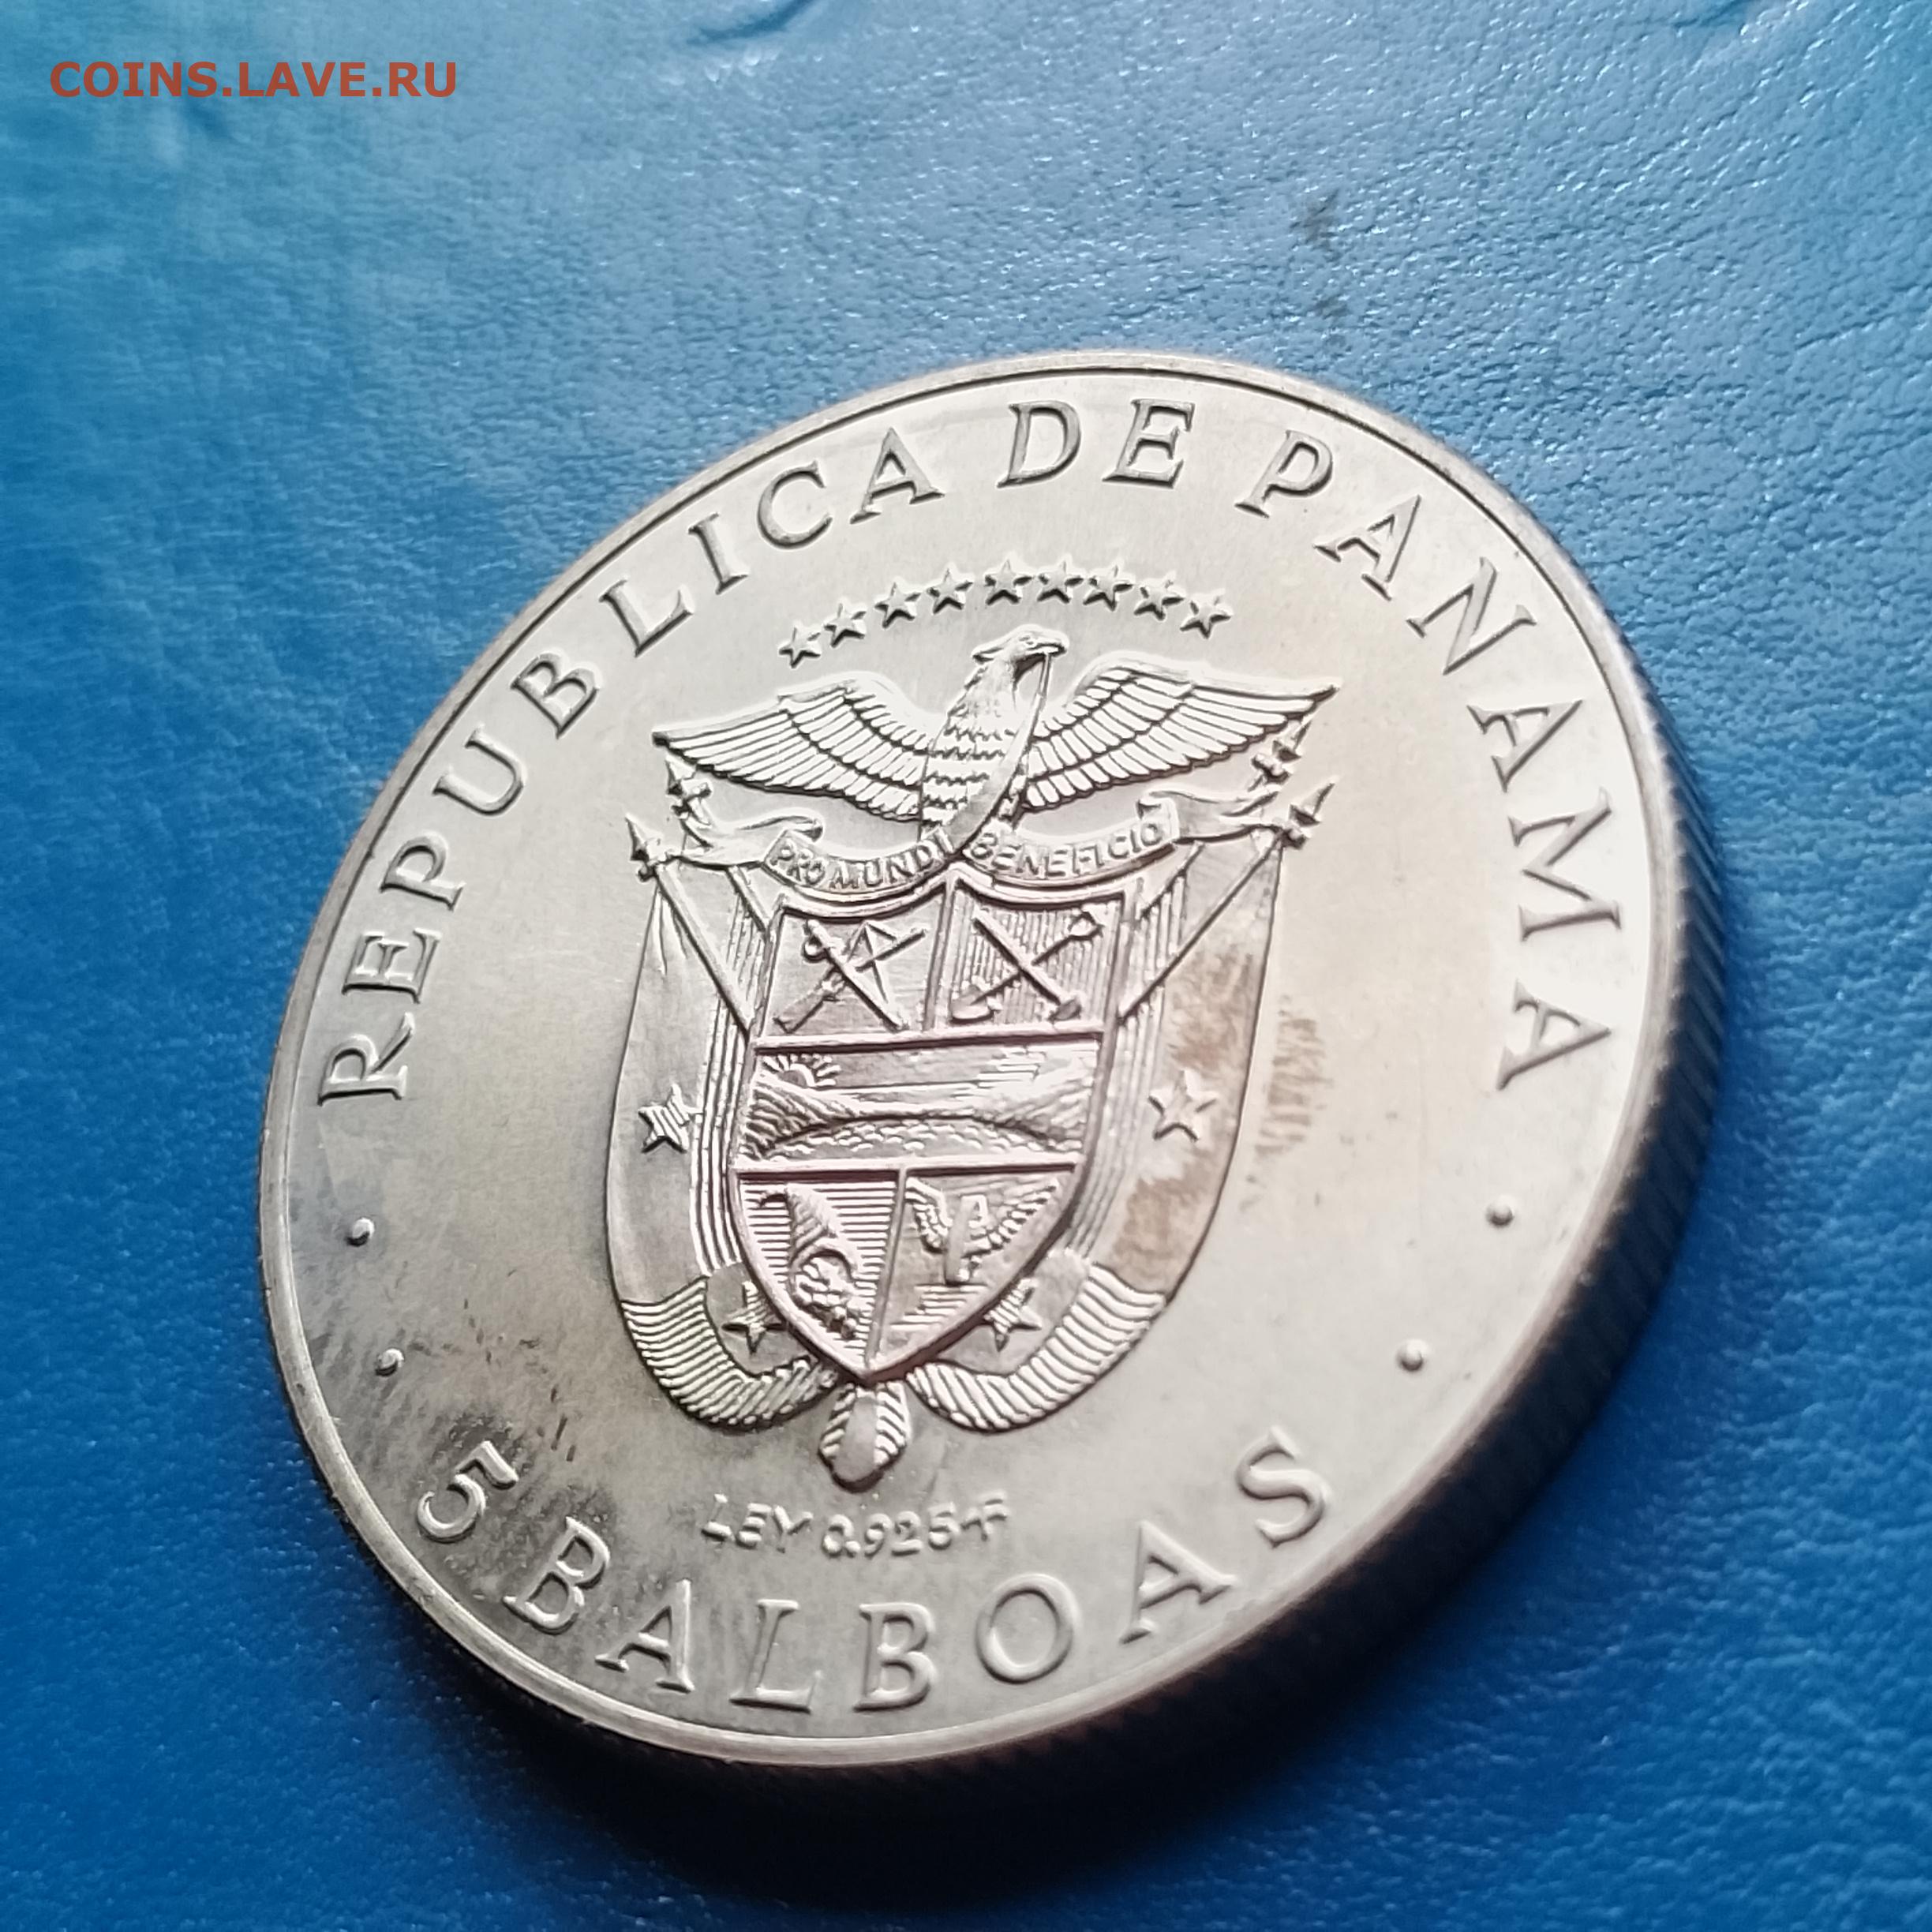 COINS.LAVE.RU
REPUBLICA DE PANAMA
PRO MUNDI BENEFICIO
LEY 0.925
· · 5 BALBOAS · ·